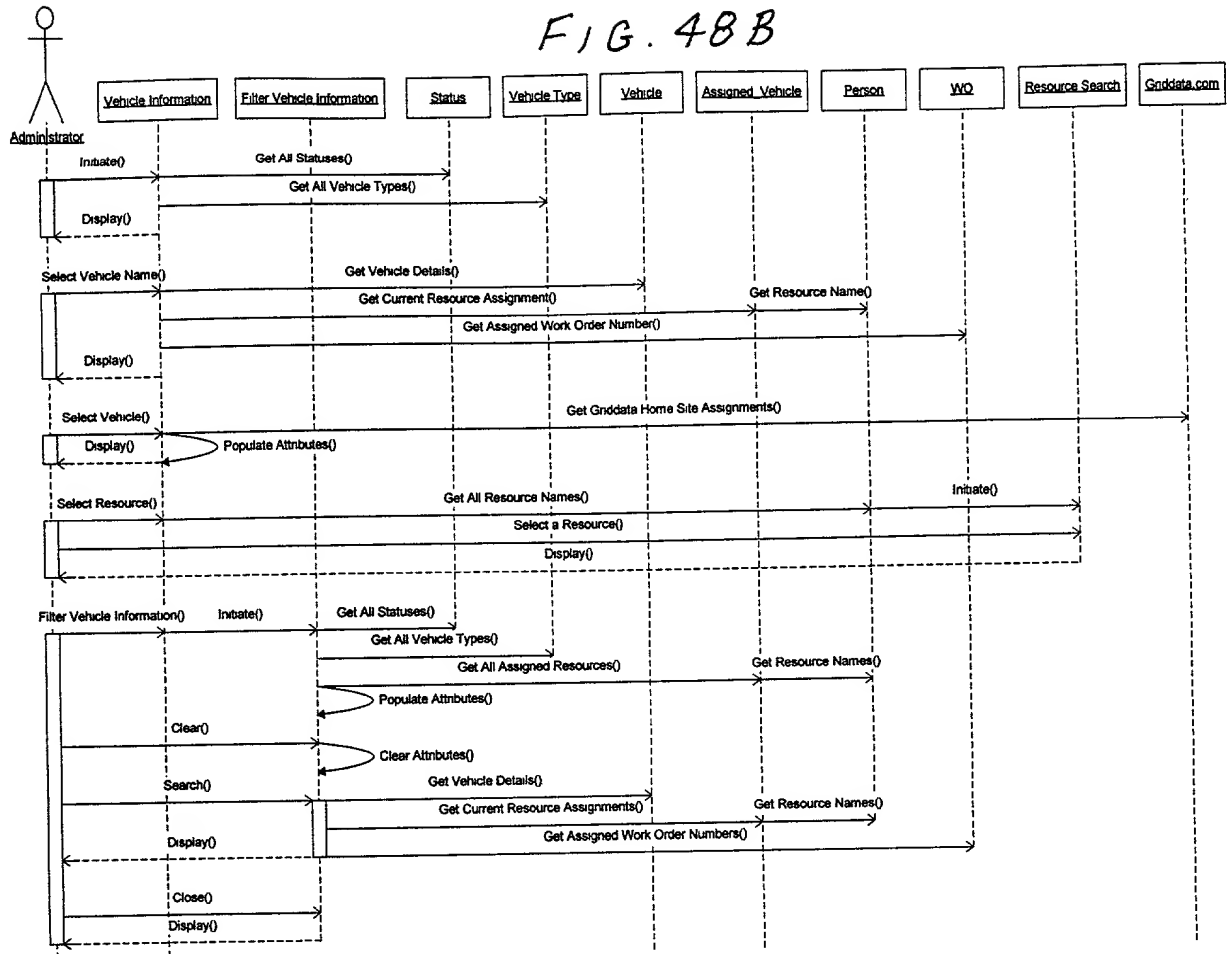 FIG. 48B
Administrator
Vehicle Information
Filter Vehicle Information
Status
Vehicle Type
Vehicle
Assigned_Vehicle
Person
WO
Resource Search
Griddata.com
Initiate()
Get All Statuses()
Get All Vehicle Types()
Display()
Select Vehicle Name()
Get Vehicle Details()
Get Current Resource Assignment()
Get Resource Name()
Get Assigned Work Order Number()
Display()
Select Vehicle()
Get Griddata Home Site Assignments()
Display()
Populate Attributes()
Select Resource()
Get All Resource Names()
Initiate()
Select a Resource()
Display()
Filter Vehicle Information()
Initiate()
Get All Statuses()
Get All Vehicle Types()
Get All Assigned Resources()
Get Resource Names()
Populate Attributes()
Clear()
Clear Attributes()
Search()
Get Vehicle Details()
Get Current Resource Assignments()
Get Resource Names()
Get Assigned Work Order Numbers()
Display()
Close()
Display()